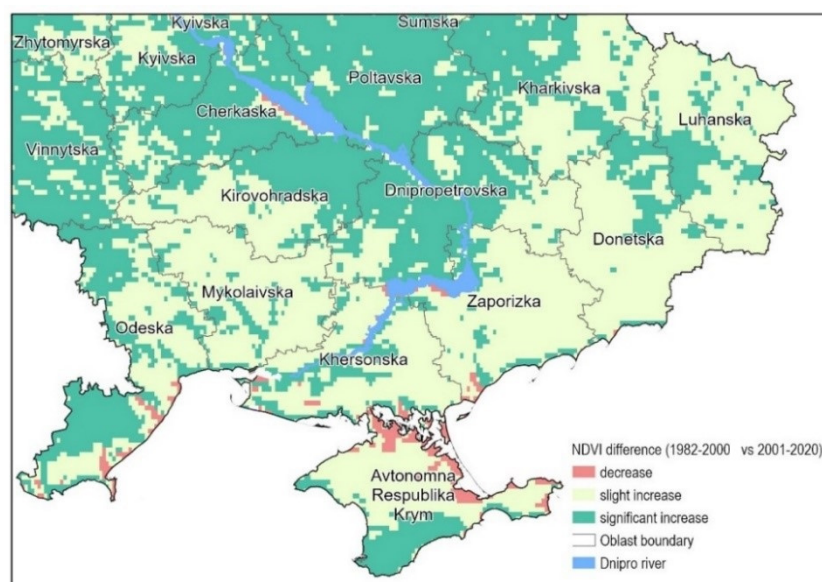 Kyivska
Sumska
Zhytomyrska
Kyivska
Poltavska
Kharkivska
Cherkaska
Luhanska
Vinnytska
Kirovohradska
Dnipropetrovska
Donetska
Mykolaivska
Zaporizka
Odeska
Khersonska
Avtonomna
Respublika
Krym
NDVI difference (1982-2000 vs 2001-2020)
decrease
slight increase
significant increase
Oblast boundary
Dnipro river